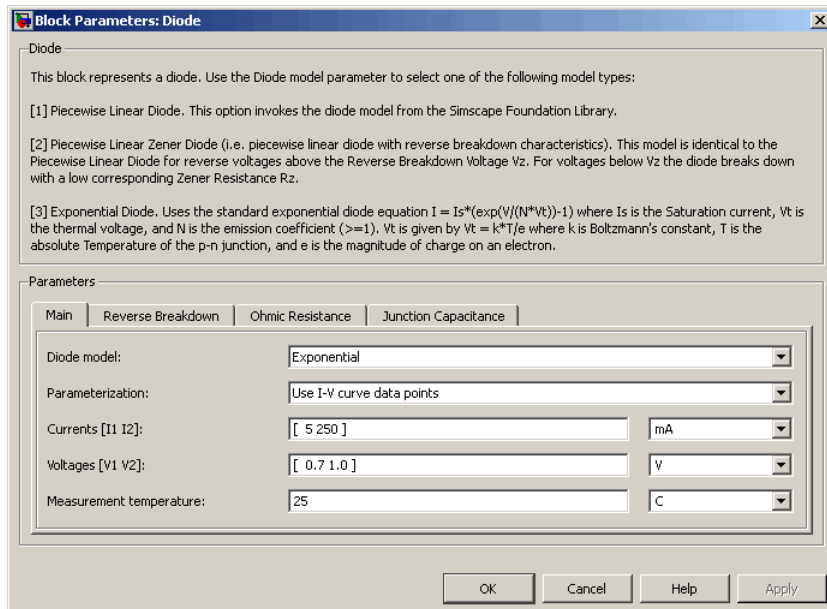 Block Parameters: Diode
Diode
This block represents a diode. Use the Diode model parameter to select one of the following model types:
[1] Piecewise Linear Diode. This option invokes the diode model from the Simscape Foundation Library.
[2] Piecewise Linear Zener Diode (i.e. piecewise linear diode with reverse breakdown characteristics). This model is identical to the
Piecewise Linear Diode for reverse voltages above the Reverse Breakdown Voltage Vz. For voltages below Vz the diode breaks down
with a low corresponding Zener Resistance Rz.
[3] Exponential Diode. Uses the standard exponential diode equation I = Is*(exp(V/(N*Vt))-1) where Is is the Saturation current, Vt is
the thermal voltage, and N is the emission coefficient (>=1). Vt is given by Vt = k*T/e where k is Boltzmann's constant, T is the
absolute Temperature of the p-n junction, and e is the magnitude of charge on an electron.
Parameters
Main Reverse Breakdown Ohmic Resistance Junction Capacitance
Diode model: Exponential
Parameterization: Use I-V curve data points
Currents [I1 I2]: [ 5 250 ] mA
Voltages [V1 V2]: [ 0.7 1.0 ] V
Measurement temperature: 25 C
OK Cancel Help Apply